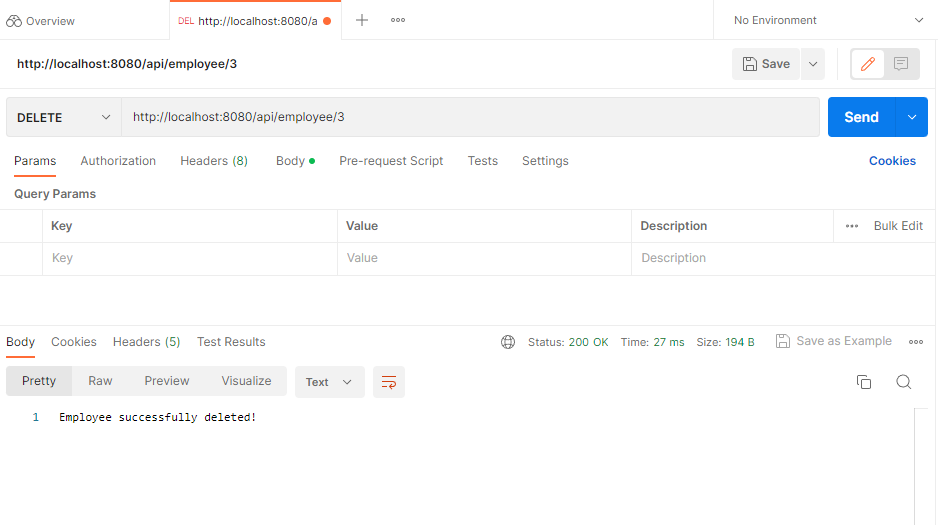 Overview
DEL http://localhost:8080/a
No Environment
http://localhost:8080/api/employee/3
Save
DELETE http://localhost:8080/api/employee/3 Send
Params Authorization Headers (8) Body Pre-request Script Tests Settings Cookies
Query Params
Key Value Description Bulk Edit
Key Value Description
Body Cookies Headers (5) Test Results Status: 200 OK Time: 27 ms Size: 194 B Save as Example
Pretty Raw Preview Visualize Text
1 Employee successfully deleted!